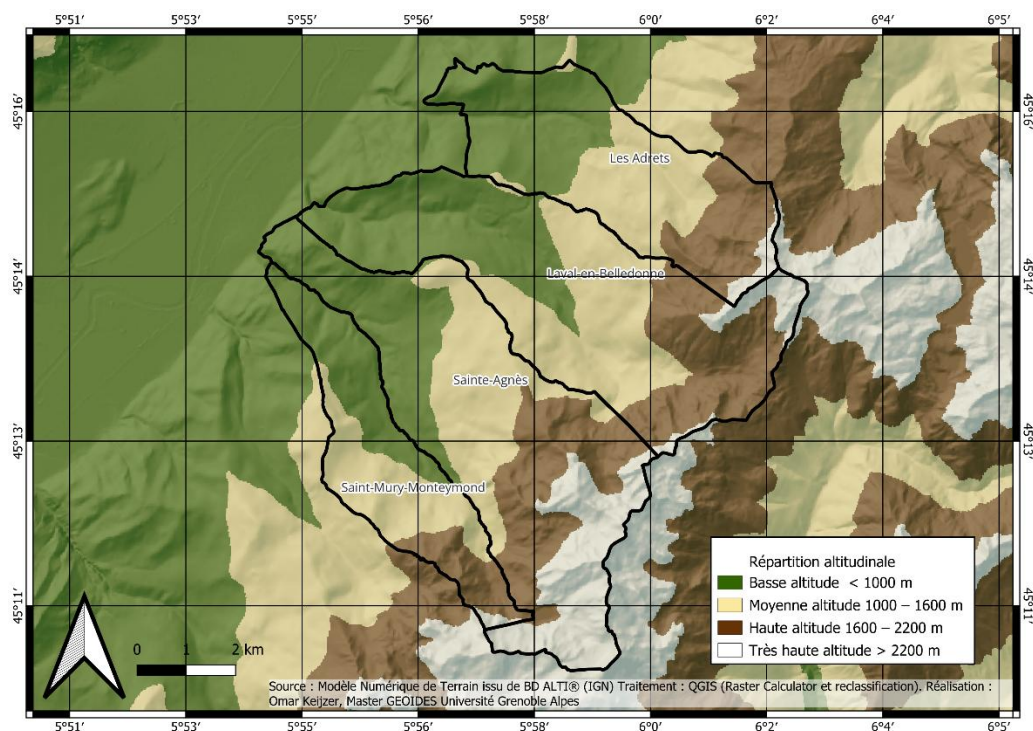 5°51' 5°53' 5°55' 5°56' 5°58' 6°0' 6°2' 6°4' 6°5'
45°16' 45°16'
Les Adrets
45°14' 45°14'
Laval-en-Belledonne
Sainte-Agnès
45°13' 45°13'
Saint-Mury-Monteymond
Répartition altitudinale
Basse altitude < 1000 m
Moyenne altitude 1000 – 1600 m
Haute altitude 1600 – 2200 m
Très haute altitude > 2200 m
45°11' 45°11'
0 1 2 km
Source : Modèle Numérique de Terrain issu de BD ALTI® (IGN) Traitement : QGIS (Raster Calculator et reclassification). Réalisation :
Omar Keijzer, Master GEOIDES Université Grenoble Alpes
5°51' 5°53' 5°55' 5°56' 5°58' 6°0' 6°2' 6°4' 6°5'